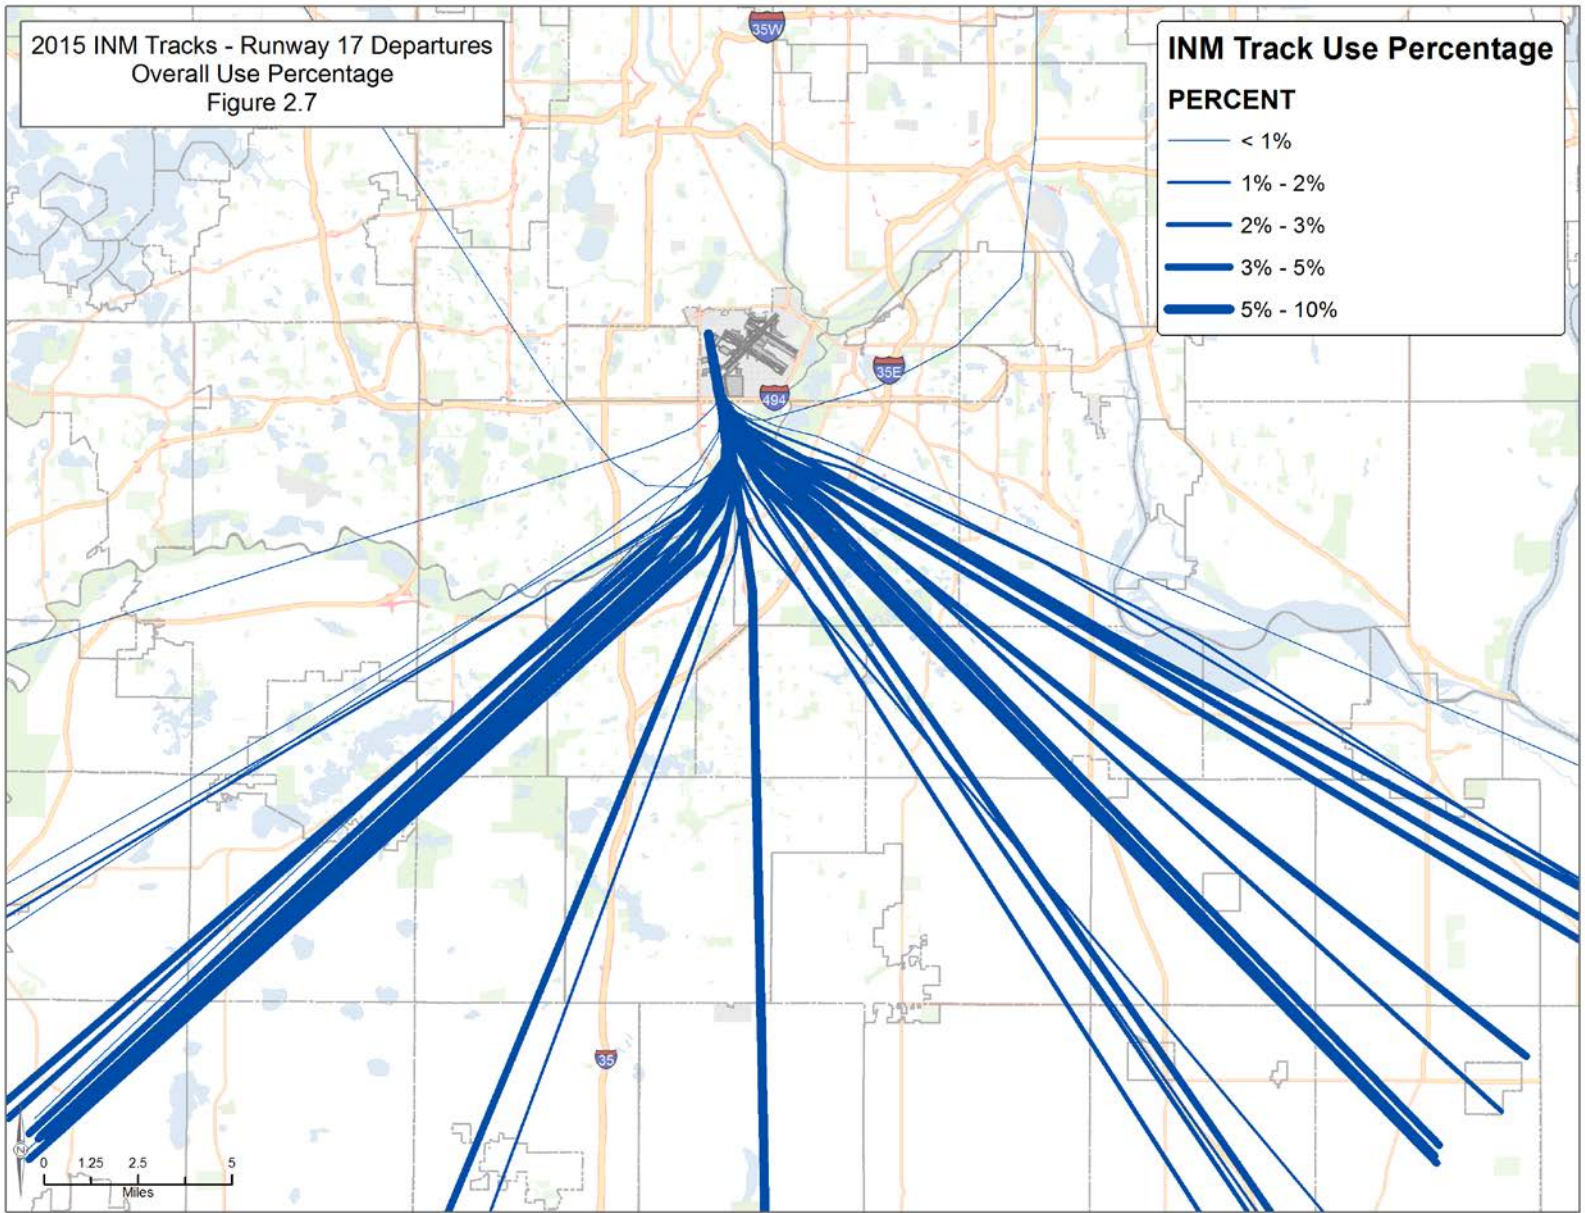 2015 INM Tracks - Runway 17 Departures
Overall Use Percentage
Figure 2.7
INM Track Use Percentage
PERCENT
< 1%
1% - 2%
2% - 3%
3% - 5%
5% - 10%
35W
35E
494
35
N
0 1.25 2.5 5
Miles